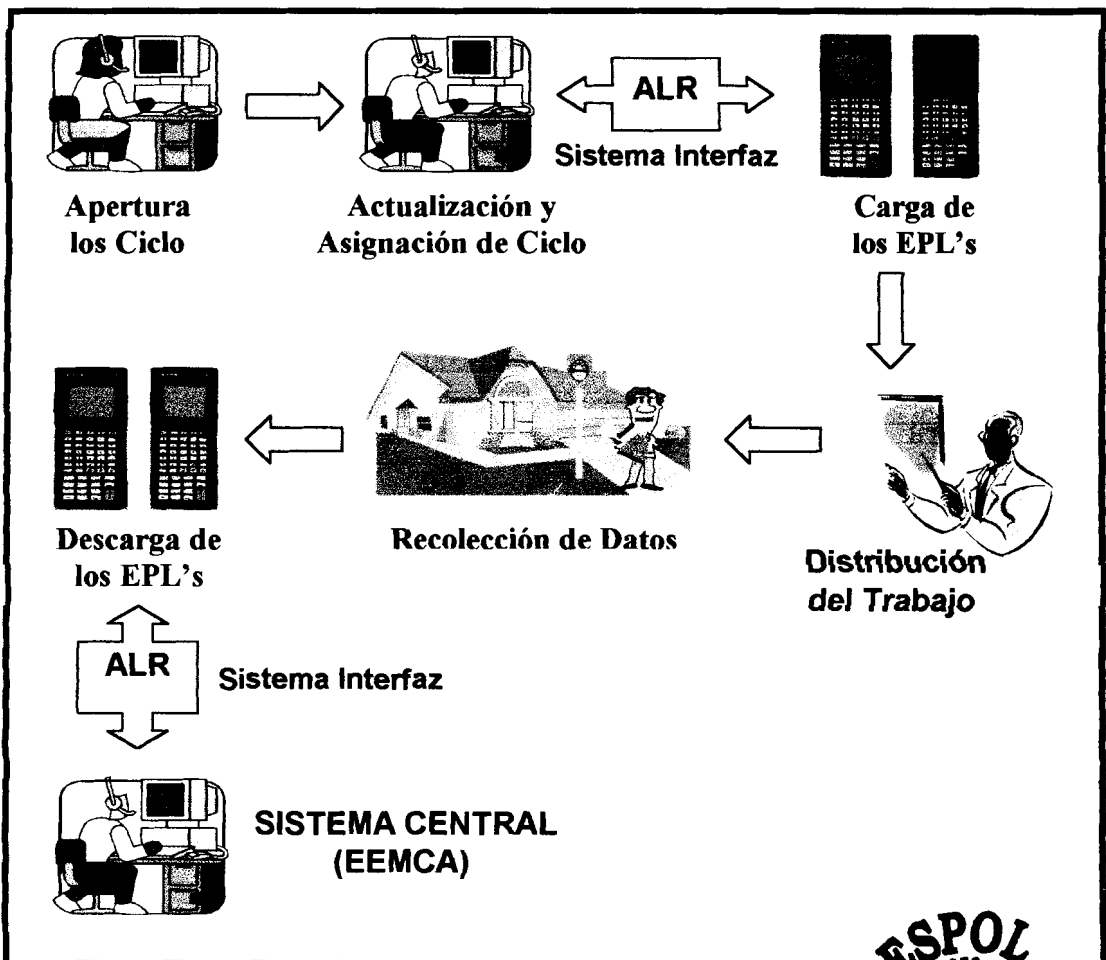 ALR
Sistema Interfaz
Apertura
los Ciclo
Actualización y
Asignación de Ciclo
Carga de
los EPL's
Descarga de
los EPL's
Recolección de Datos
Distribución
del Trabajo
ALR
Sistema Interfaz
SISTEMA CENTRAL
(EEMCA)
ESPOL